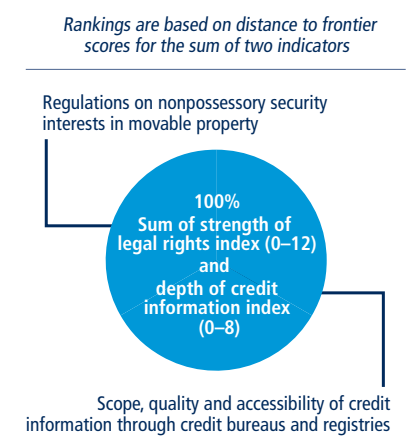 Rankings are based on distance to frontier
scores for the sum of two indicators
Regulations on nonpossessory security
interests in movable property
100%
Sum of strength of
legal rights index (0–12)
and
depth of credit
information index
(0–8)
Scope, quality and accessibility of credit
information through credit bureaus and registries